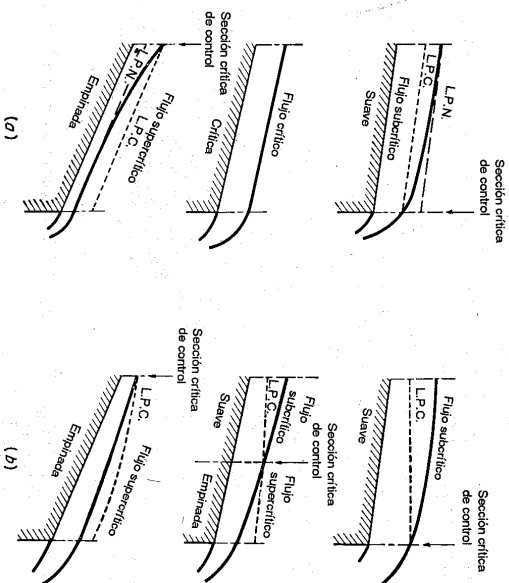 Sección crítica
de control
L.P.N.
L.P.C.
Flujo subcrítico
Suave
Flujo crítico
Crítica
Sección crítica
de control
Flujo supercrítico
L.P.C.
L.P.N.
Empinada
(a)
Sección crítica
de control
Flujo subcrítico
L.P.C.
Suave
Sección crítica
de control
Flujo
subcrítico
Flujo
supercrítico
L.P.C.
Suave
Empinada
Sección crítica
de control
L.P.C.
Flujo supercrítico
Empinada
(b)